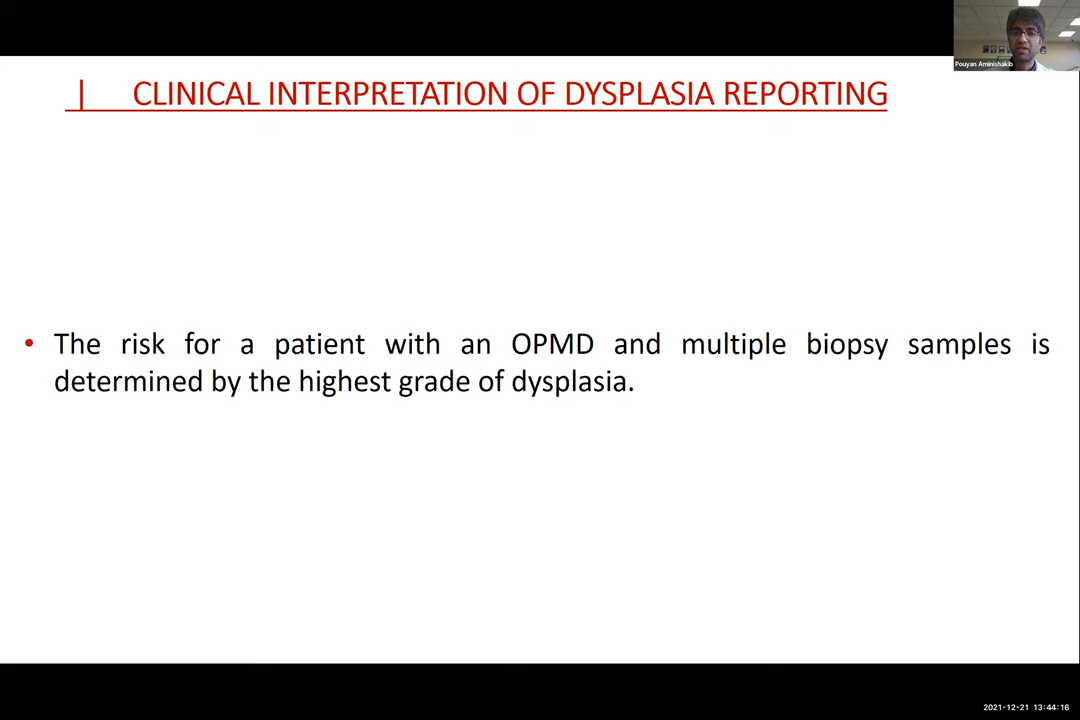 Pouyan Aminishakib
| CLINICAL INTERPRETATION OF DYSPLASIA REPORTING
• The risk for a patient with an OPMD and multiple biopsy samples is
determined by the highest grade of dysplasia.
2021-12-21 13:44:16